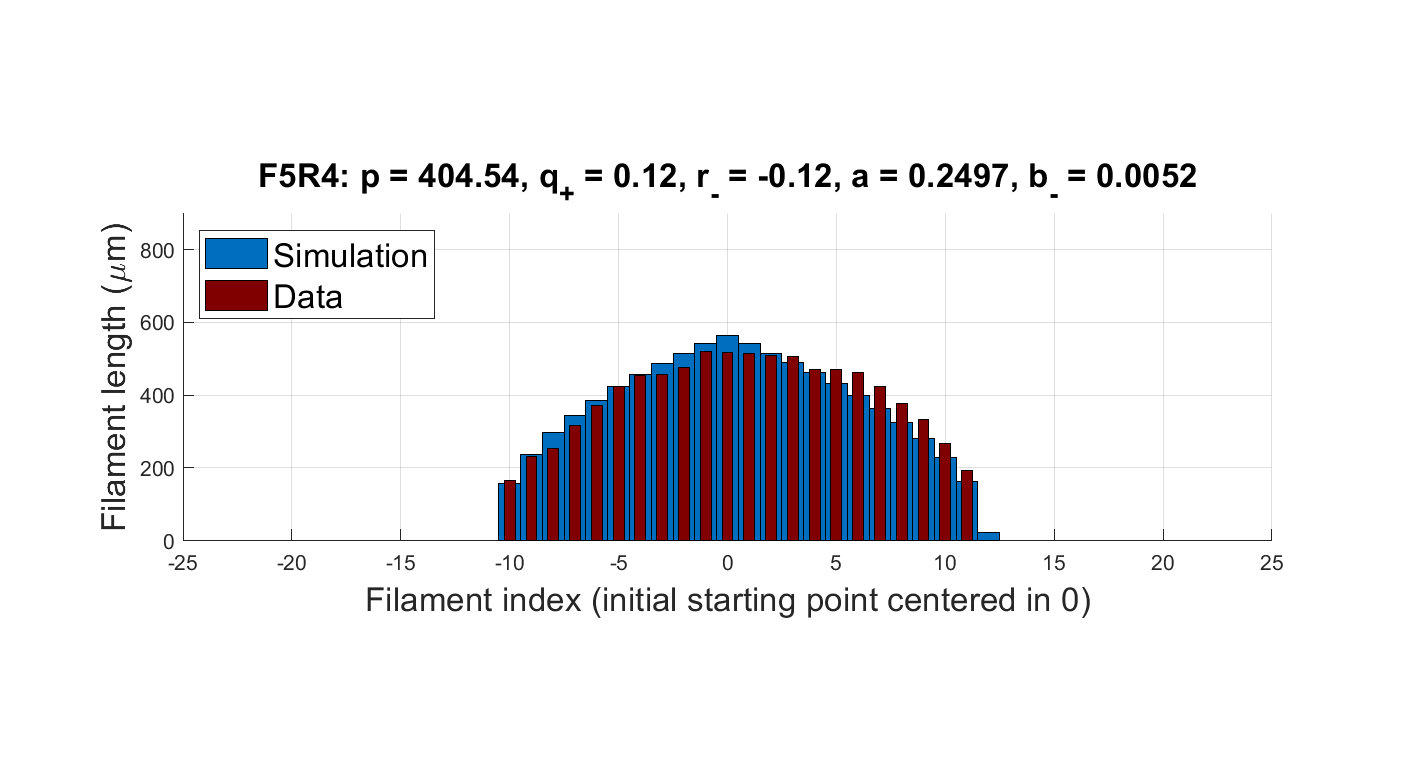 F5R4: p = 404.54, q+ = 0.12, r- = -0.12, a = 0.2497, b- = 0.0052
Filament length (μm)
800
600
400
200
0
Simulation
Data
-25 -20 -15 -10 -5 0 5 10 15 20 25
Filament index (initial starting point centered in 0)